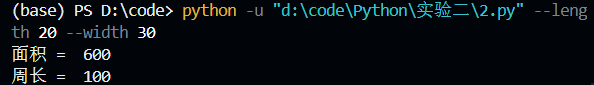 (base) PS D:\code> python -u "d:\code\Python\实验二\2.py" --leng
th 20 --width 30
面积 =  600
周长 =  100